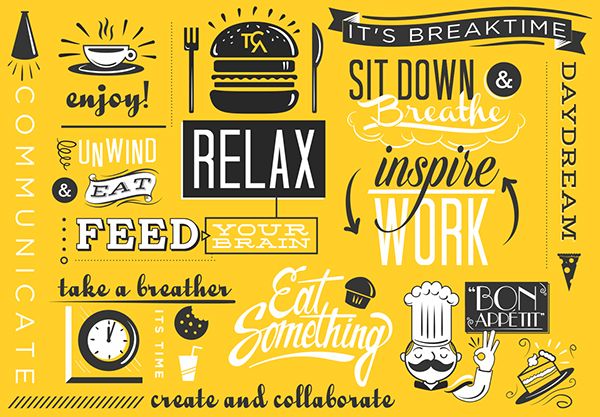 COMMUNICATE
enjoy!
TCA
IT'S BREAKTIME
SIT DOWN &
Breathe
DAYDREAM
UNWIND
& EAT
FEED
YOUR
BRAIN
RELAX
inspire
WORK
take a breather
IT'S TIME
Eat
Something
"BON
APPÉTIT"
create and collaborate